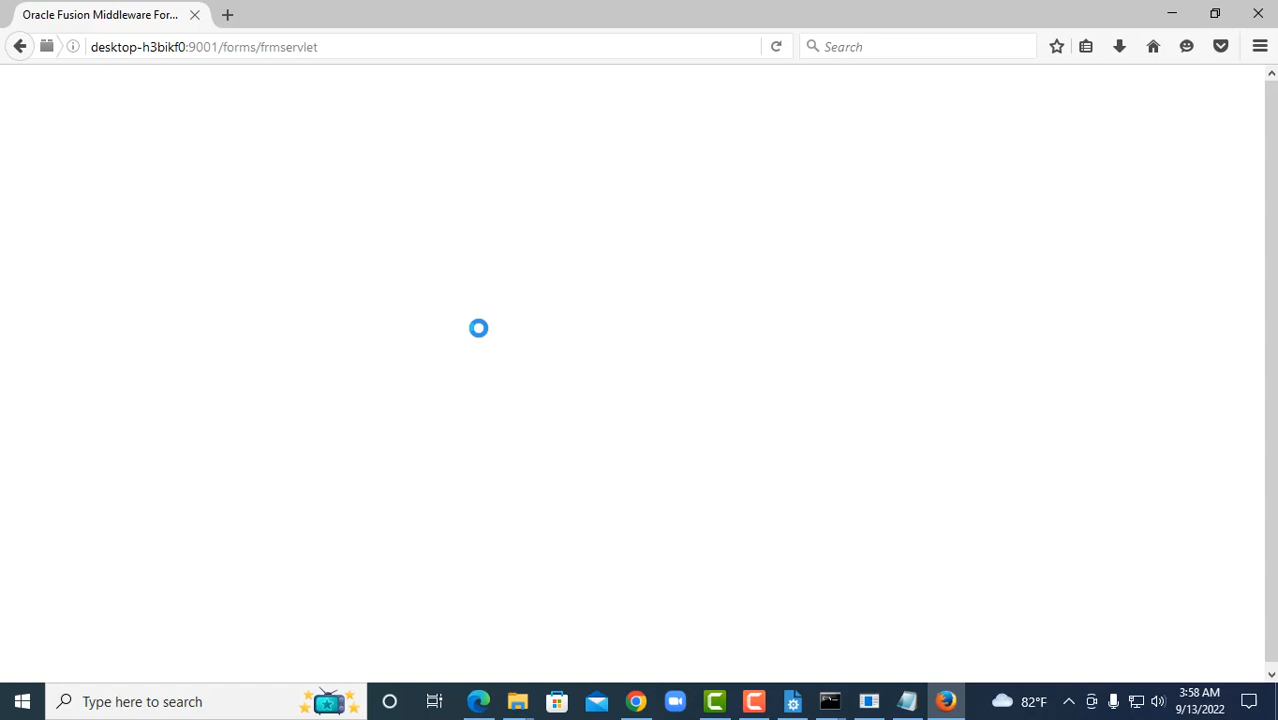 Oracle Fusion Middleware For...
desktop-h3bikf0:9001/forms/frmservlet
Search
Type here to search
82°F
3:58 AM
9/13/2022